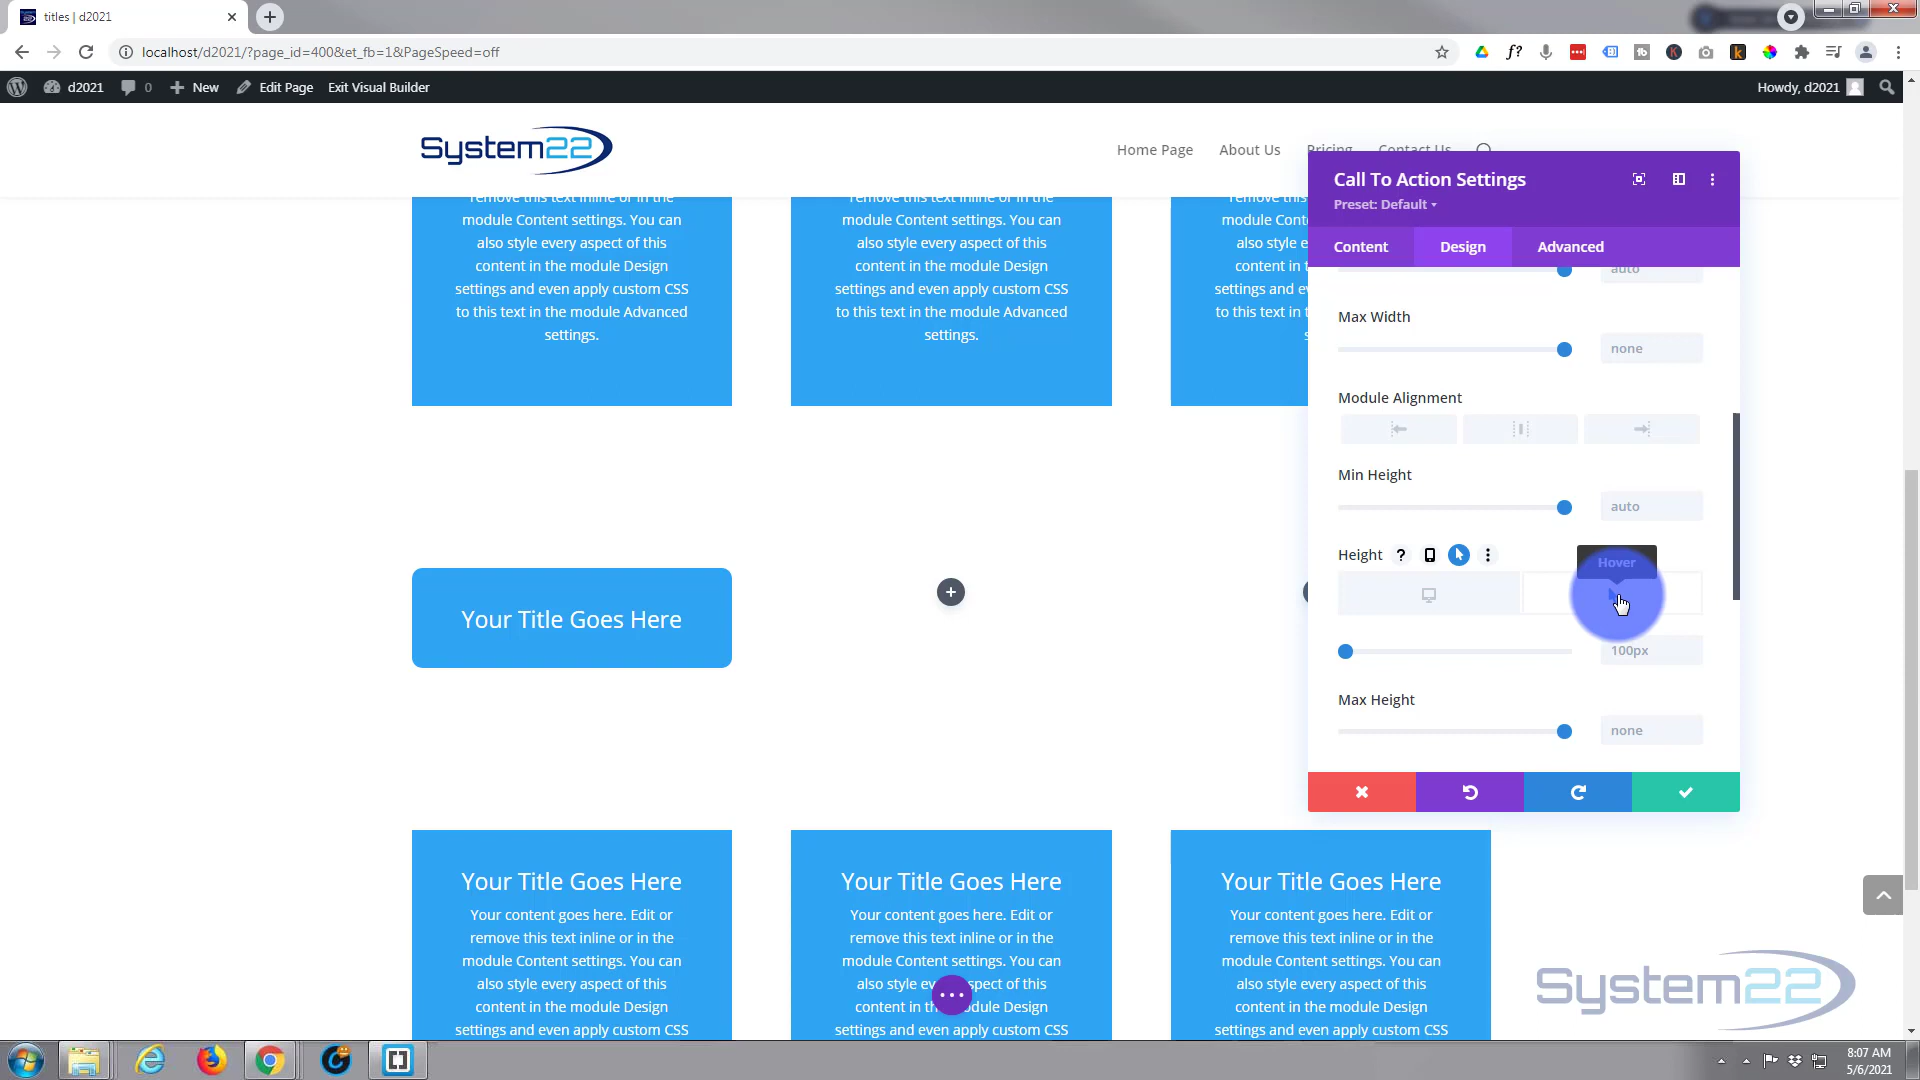 titles | d2021
localhost/d2021/?page_id=400&et_fb=1&PageSpeed=off
d2021 0 New Edit Page Exit Visual Builder Howdy, d2021
System22
Home Page About Us Pricing Contact Us
remove this text inline or in the
module Content settings. You can
also style every aspect of this
content in the module Design
settings and even apply custom CSS
to this text in the module Advanced
settings.
remove this text inline or in the
module Content settings. You can
also style every aspect of this
content in the module Design
settings and even apply custom CSS
to this text in the module Advanced
settings.
remove
module Cont
also style
content in t
settings and e
to this text in
Call To Action Settings
Preset: Default
Content Design Advanced
auto
Max Width
none
Module Alignment
Min Height
auto
Height ?
Hover
100px
Max Height
none
Your Title Goes Here
Your Title Goes Here
Your content goes here. Edit or
remove this text inline or in the
module Content settings. You can
also style every aspect of this
content in the module Design
settings and even apply custom CSS
Your Title Goes Here
Your content goes here. Edit or
remove this text inline or in the
module Content settings. You can
also style ev spect of this
content in th dule Design
settings and even apply custom CSS
Your Title Goes Here
Your content goes here. Edit or
remove this text inline or in the
module Content settings. You can
also style every aspect of this
content in the module Design
settings and even apply custom CSS
System22
8:07 AM
5/6/2021